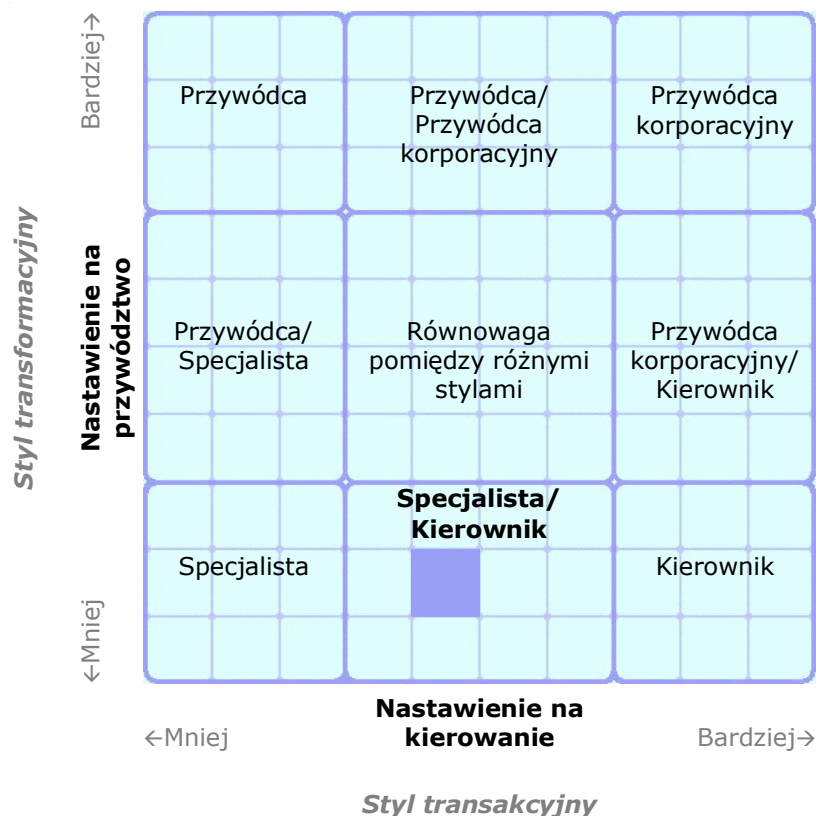 Bardziej→
Przywódca
Przywódca/
Przywódca
korporacyjny
Przywódca
korporacyjny
Styl transformacyjny
Nastawienie na
przywództwo
Przywódca/
Specjalista
Równowaga
pomiędzy różnymi
stylami
Przywódca
korporacyjny/
Kierownik
Specjalista/
Kierownik
Specjalista
Kierownik
←Mniej
←Mniej
Nastawienie na
kierowanie
Bardziej→
Styl transakcyjny